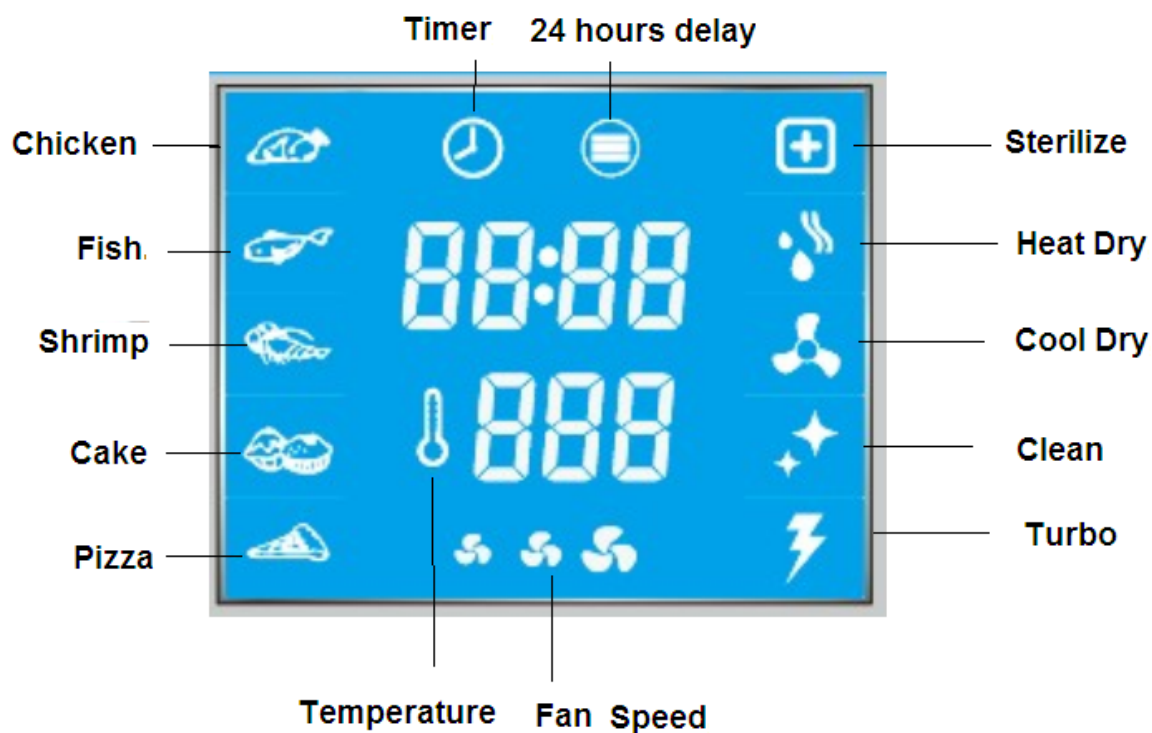 Timer 24 hours delay
Chicken
Sterilize
Fish.
Heat Dry
88:88
Shrimp
Cool Dry
Cake
888
Clean
Pizza
Turbo
Temperature
Fan Speed